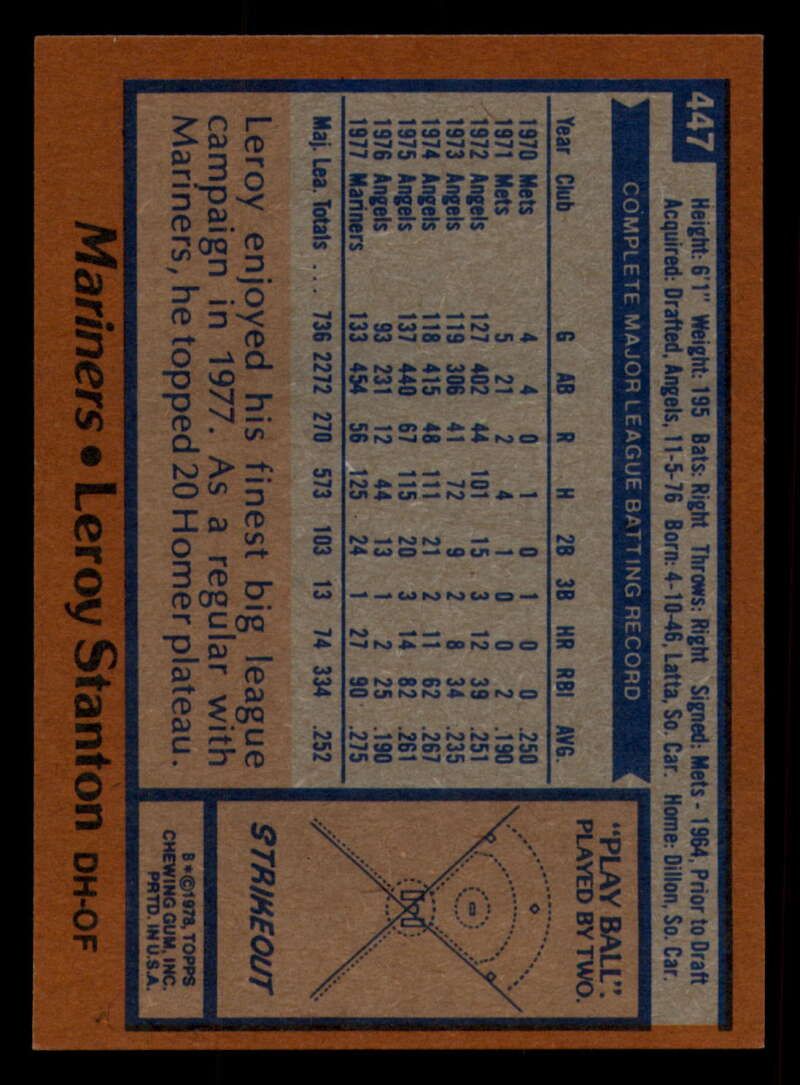 447
Height: 6'1" Weight: 195 Bats: Right Throws: Right Signed: Mets - 1964, Prior to Draft
Acquired: Drafted, Angels, 11-5-76 Born: 4-10-46, Latta, So. Car. Home: Dillon, So. Car.
COMPLETE MAJOR LEAGUE BATTING RECORD
Year Club G AB R H 2B 3B HR RBI AVG.
1970 Mets 4 4 0 1 0 1 0 0 .250
1971 Mets 5 21 2 4 1 0 0 2 .190
1972 Angels 127 402 44 101 15 3 12 39 .251
1973 Angels 119 306 41 72 9 2 8 34 .235
1974 Angels 118 415 48 111 21 2 11 62 .267
1975 Angels 137 440 67 115 20 3 14 82 .261
1976 Angels 93 231 12 44 13 1 2 25 .190
1977 Mariners 133 454 56 125 24 1 27 90 .275
Maj. Lea. Totals .... 736 2272 270 573 103 13 74 334 .252
Leroy enjoyed his finest big league
campaign in 1977. As a regular with
Mariners, he topped 20 Homer plateau.
"PLAY BALL".
PLAYED BY TWO.
STRIKEOUT
B*©1978, TOPPS
CHEWING GUM, INC.
PRTD. IN U.S.A.
Mariners • Leroy Stanton DH-OF